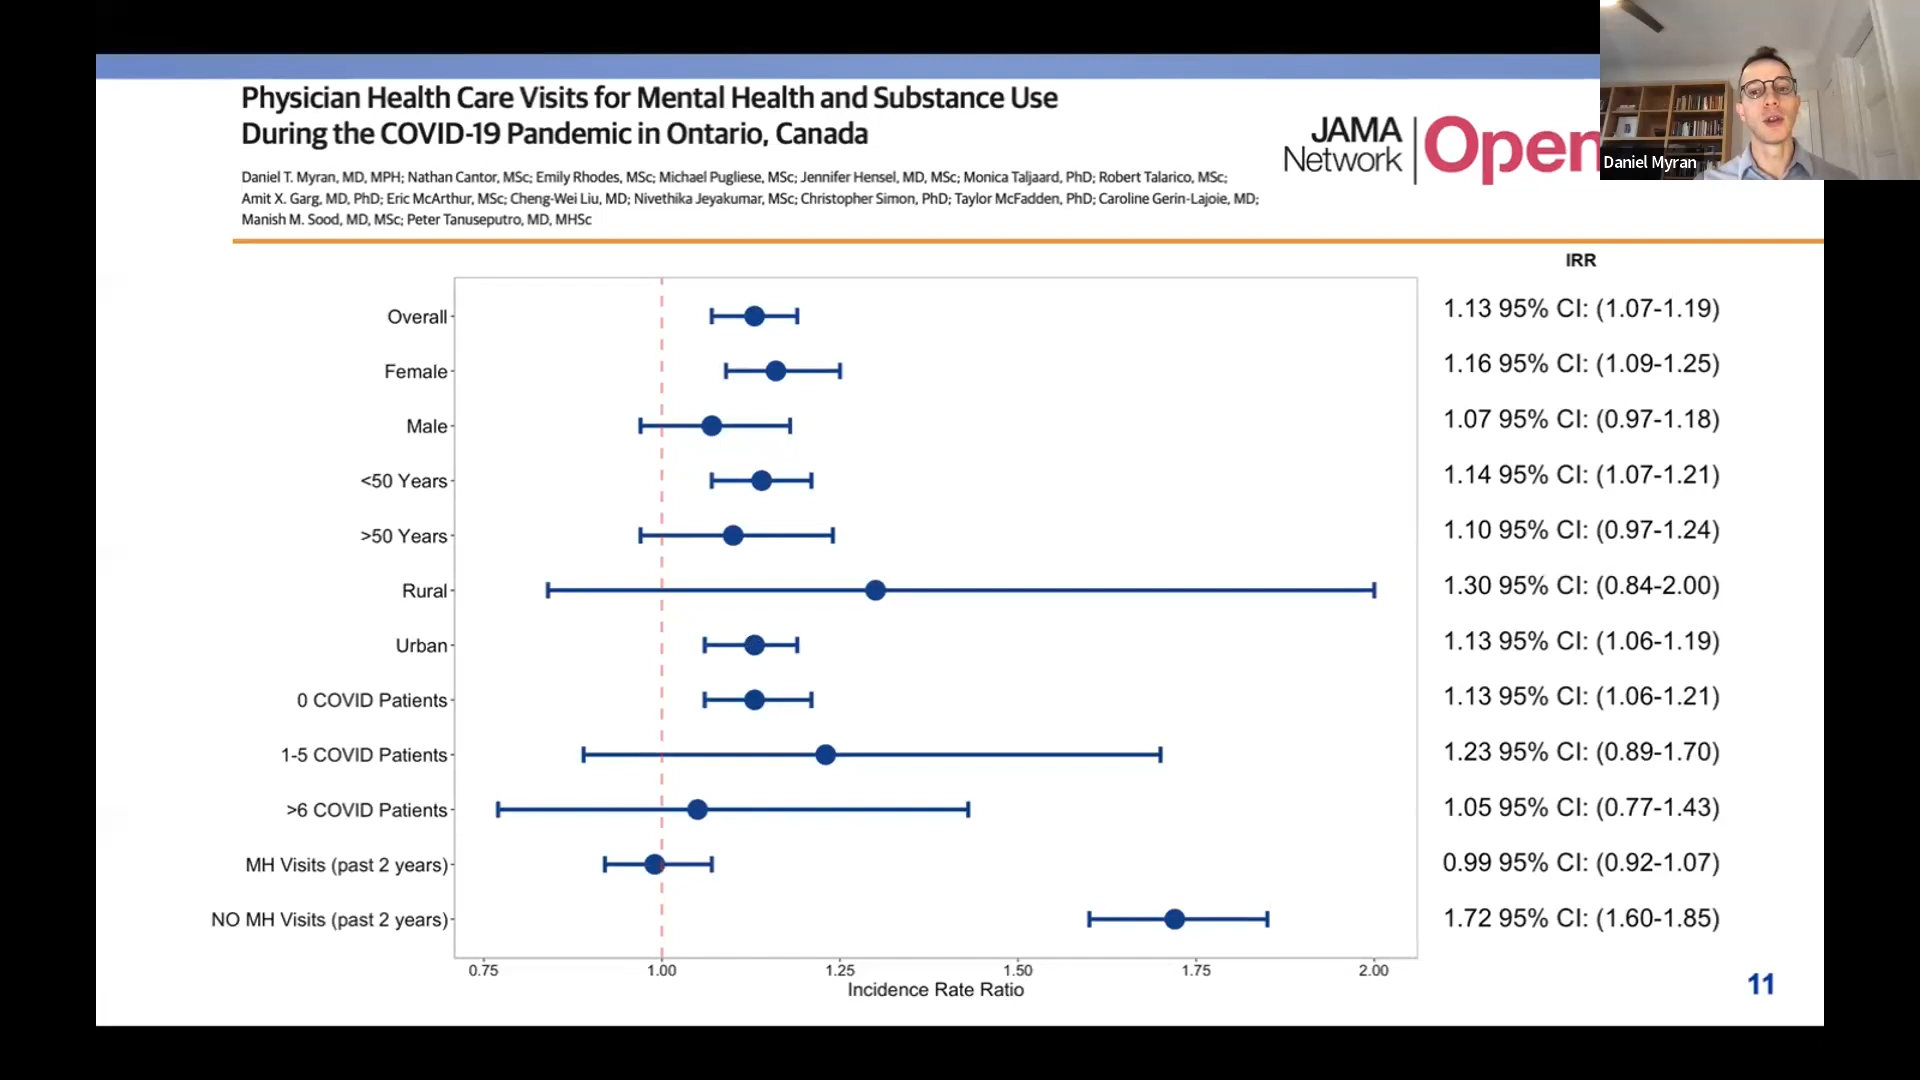 Physician Health Care Visits for Mental Health and Substance Use
During the COVID-19 Pandemic in Ontario, Canada
JAMA
Network
Open
Daniel Myran
Daniel T. Myran, MD, MPH; Nathan Cantor, MSc; Emily Rhodes, MSc; Michael Pugliese, MSc; Jennifer Hensel, MD, MSc; Monica Taljaard, PhD; Robert Talarico, MSc;
Amit X. Garg, MD, PhD; Eric McArthur, MSc; Cheng-Wei Liu, MD; Nivethika Jeyakumar, MSc; Christopher Simon, PhD; Taylor McFadden, PhD; Caroline Gerin-Lajoie, MD;
Manish M. Sood, MD, MSc; Peter Tanuseputro, MD, MHSc
IRR
Overall 1.13 95% CI: (1.07-1.19)
Female 1.16 95% CI: (1.09-1.25)
Male 1.07 95% CI: (0.97-1.18)
<50 Years 1.14 95% CI: (1.07-1.21)
>50 Years 1.10 95% CI: (0.97-1.24)
Rural 1.30 95% CI: (0.84-2.00)
Urban 1.13 95% CI: (1.06-1.19)
0 COVID Patients 1.13 95% CI: (1.06-1.21)
1-5 COVID Patients 1.23 95% CI: (0.89-1.70)
>6 COVID Patients 1.05 95% CI: (0.77-1.43)
MH Visits (past 2 years) 0.99 95% CI: (0.92-1.07)
NO MH Visits (past 2 years) 1.72 95% CI: (1.60-1.85)
0.75 1.00 1.25 1.50 1.75 2.00
Incidence Rate Ratio
11